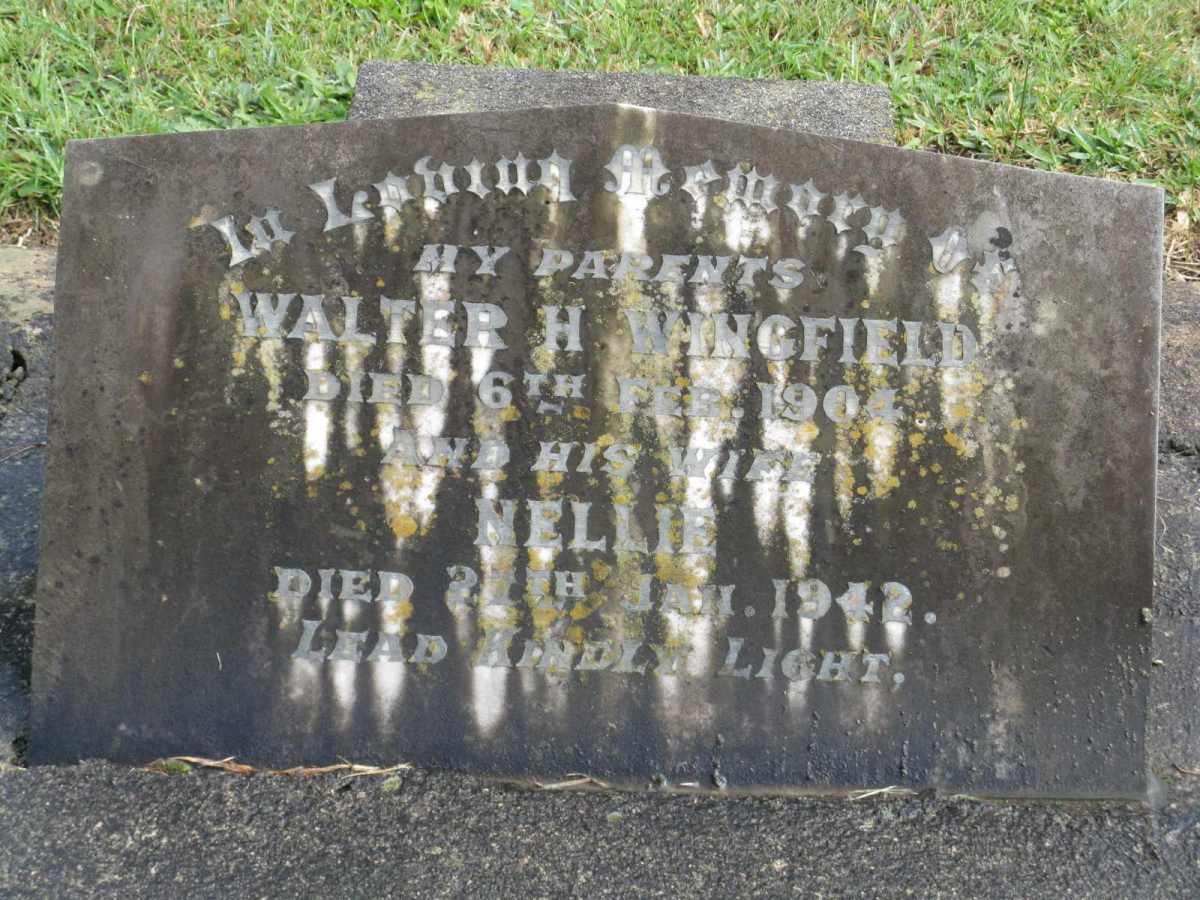 In Loving Memory Of
MY PARENTS
WALTER H WINGFIELD
DIED 6TH FEB. 1904
AND HIS WIFE
NELLIE
DIED 27TH JAN. 1942.
LEAD KINDLY LIGHT.